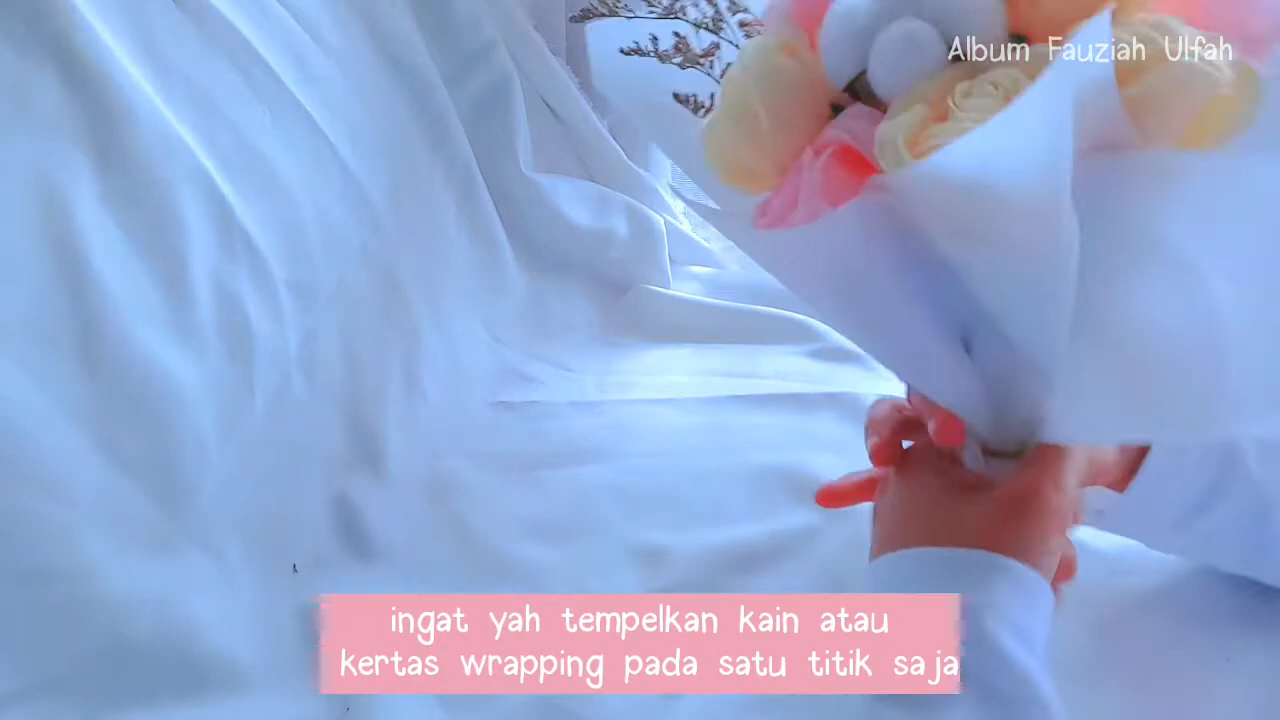 Album Fauziah Ulfah
ingat yah tempelkan kain atau
kertas wrapping pada satu titik saja